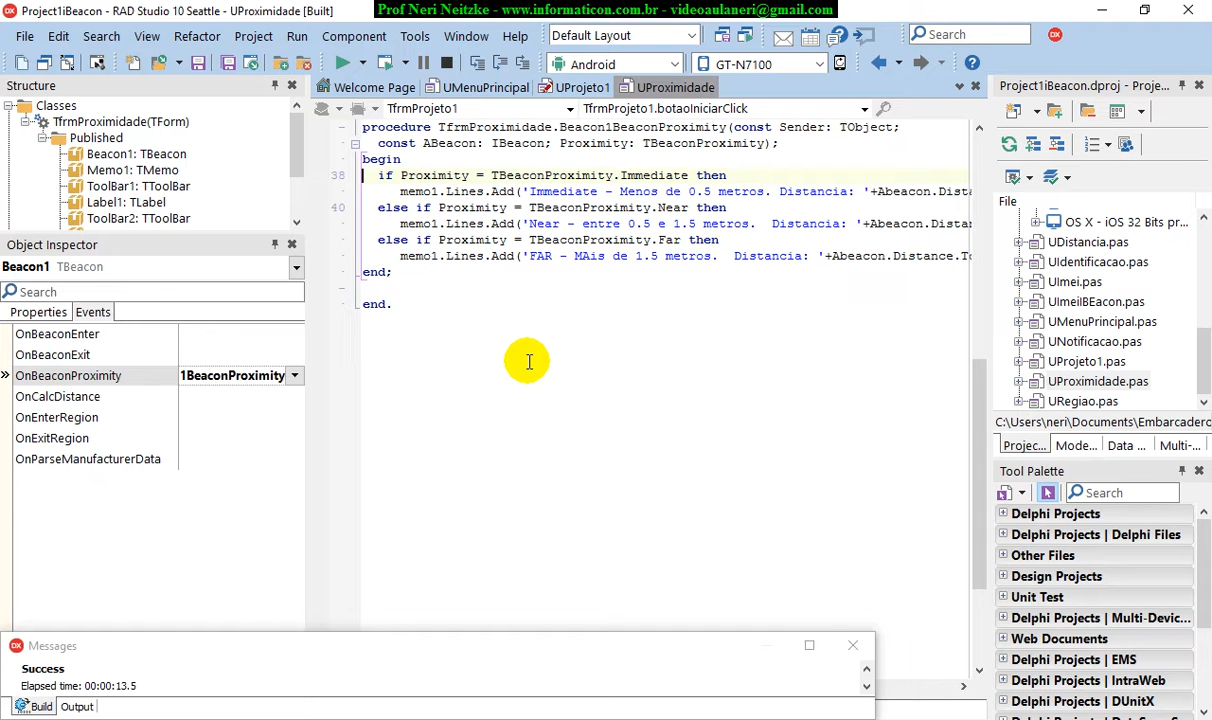 Project1iBeacon - RAD Studio 10 Seattle - UProximidade [Built]
Prof Neri Neitzke - www.informaticon.com.br - videoaulaneri@gmail.com
File Edit Search View Refactor Project Run Component Tools Window Help
Default Layout
Search
Android
GT-N7100
Structure
Classes
TfrmProximidade(TForm)
Published
Beacon1: TBeacon
Memo1: TMemo
ToolBar1: TToolBar
Label1: TLabel
ToolBar2: TToolBar
Object Inspector
Beacon1 TBeacon
Search
Properties Events
OnBeaconEnter
OnBeaconExit
OnBeaconProximity 1BeaconProximity
OnCalcDistance
OnEnterRegion
OnExitRegion
OnParseManufacturerData
Welcome Page UMenuPrincipal UProjeto1 UProximidade
TfrmProjeto1 TfrmProjeto1.botaoIniciarClick
procedure TfrmProximidade.Beacon1BeaconProximity(const Sender: TObject;
const ABeacon: IBeacon; Proximity: TBeaconProximity);
begin
38 if Proximity = TBeaconProximity.Immediate then
memo1.Lines.Add('Immediate - Menos de 0.5 metros. Distancia: '+Abeacon.Dista
40 else if Proximity = TBeaconProximity.Near then
memo1.Lines.Add('Near - entre 0.5 e 1.5 metros.  Distancia: '+Abeacon.Dista
else if Proximity = TBeaconProximity.Far then
memo1.Lines.Add('FAR - MAis de 1.5 metros.  Distancia: '+Abeacon.Distance.To
end;
end.
Project1iBeacon.dproj - Proje...
File
OS X - iOS 32 Bits pr...
UDistancia.pas
UIdentificacao.pas
UImei.pas
UImeiIBEacon.pas
UMenuPrincipal.pas
UNotificacao.pas
UProjeto1.pas
UProximidade.pas
URegiao.pas
C:\Users\neri\Documents\Embarcadero
Projec... Mode... Data ... Multi-...
Tool Palette
Search
Delphi Projects
Delphi Projects | Delphi Files
Other Files
Design Projects
Unit Test
Delphi Projects | Multi-Devic...
Web Documents
Delphi Projects | EMS
Delphi Projects | IntraWeb
Delphi Projects | DUnitX
Messages
Success
Elapsed time: 00:00:13.5
Build Output